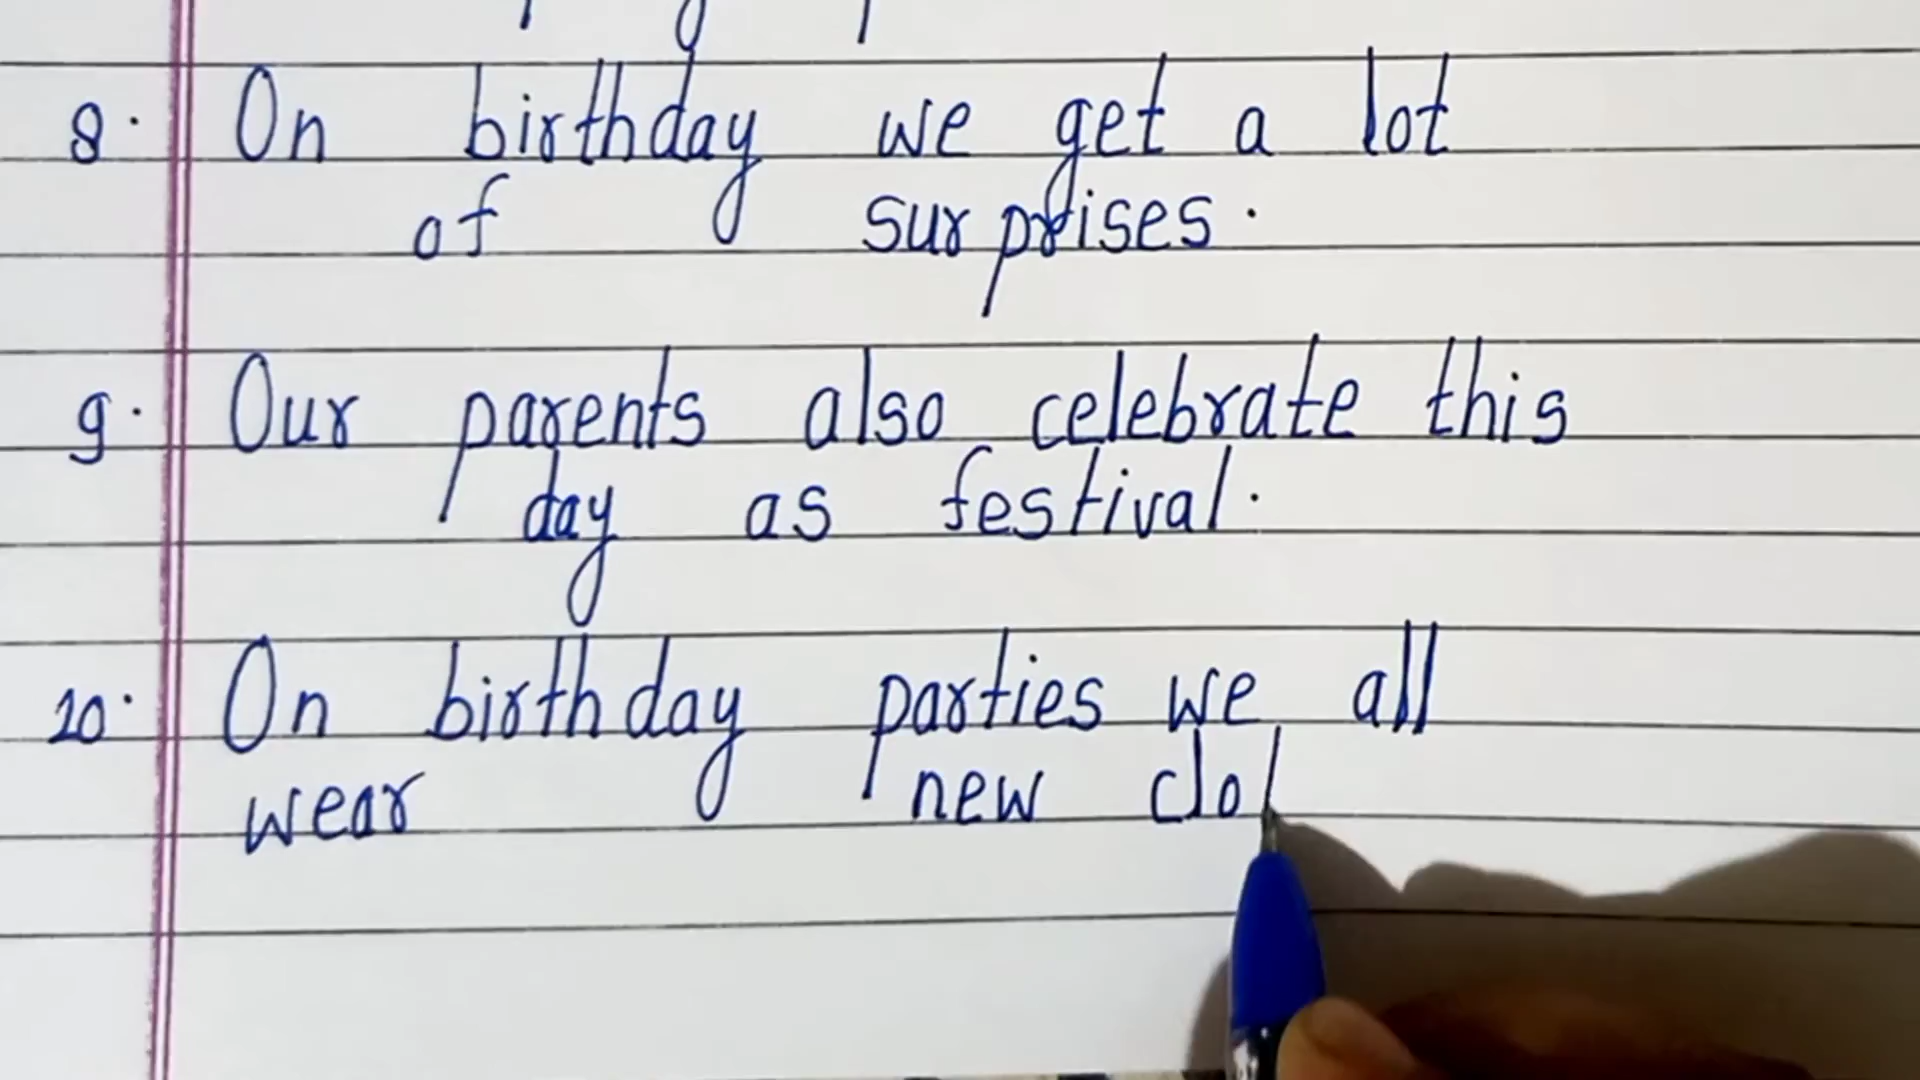 8. On birthday we get a lot
of surprises.
9. Our parents also celebrate this
day as festival.
10. On birthday parties we all
wear new clo